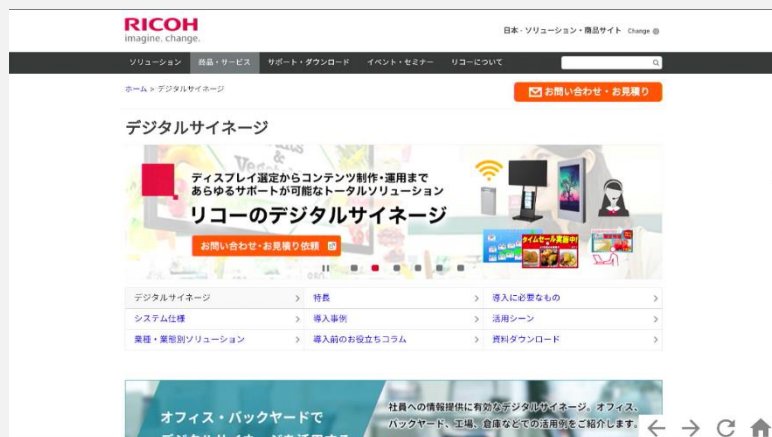 RICOH
imagine. change.
日本 - ソリューション・商品サイト Change
ソリューション 商品・サービス サポート・ダウンロード イベント・セミナー リコーについて
ホーム > デジタルサイネージ
お問い合わせ・お見積り
デジタルサイネージ
ディスプレイ選定からコンテンツ制作・運用まで
あらゆるサポートが可能なトータルソリューション
リコーのデジタルサイネージ
お問い合わせ・お見積り依頼
タイムセール実施中!
デジタルサイネージ 特長 導入に必要なもの
システム仕様 導入事例 活用シーン
業種・業態別ソリューション 導入前のお役立ちコラム 資料ダウンロード
オフィス・バックヤードで
デジタルサイネージを活用する
社員への情報提供に有効なデジタルサイネージ。オフィス、
バックヤード、工場、倉庫などでの活用例をご紹介します。